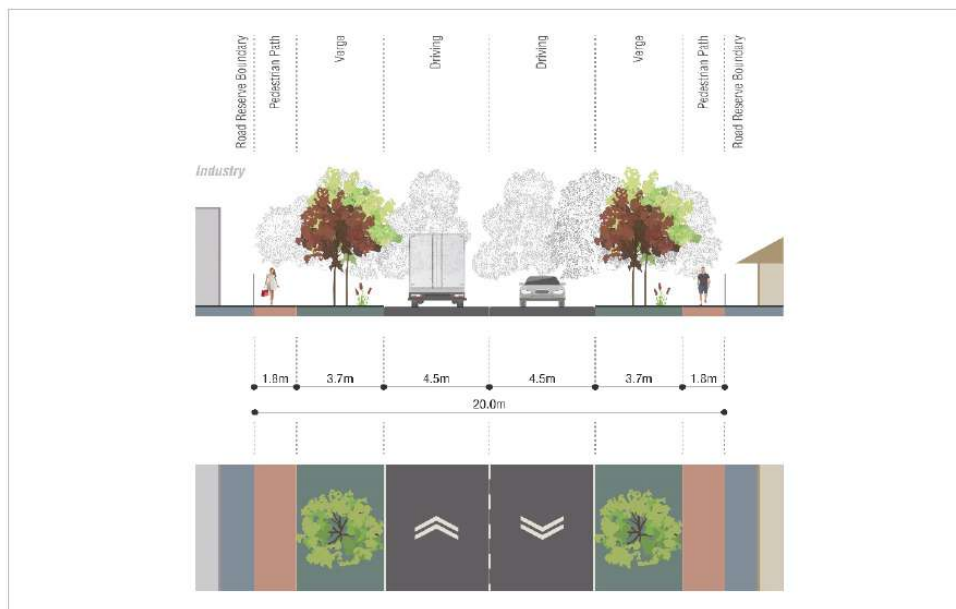 Road Reserve Boundary
Pedestrian Path
Verge
Driving
Driving
Verge
Pedestrian Path
Road Reserve Boundary
Industry
1.8m 3.7m 4.5m 4.5m 3.7m 1.8m
20.0m